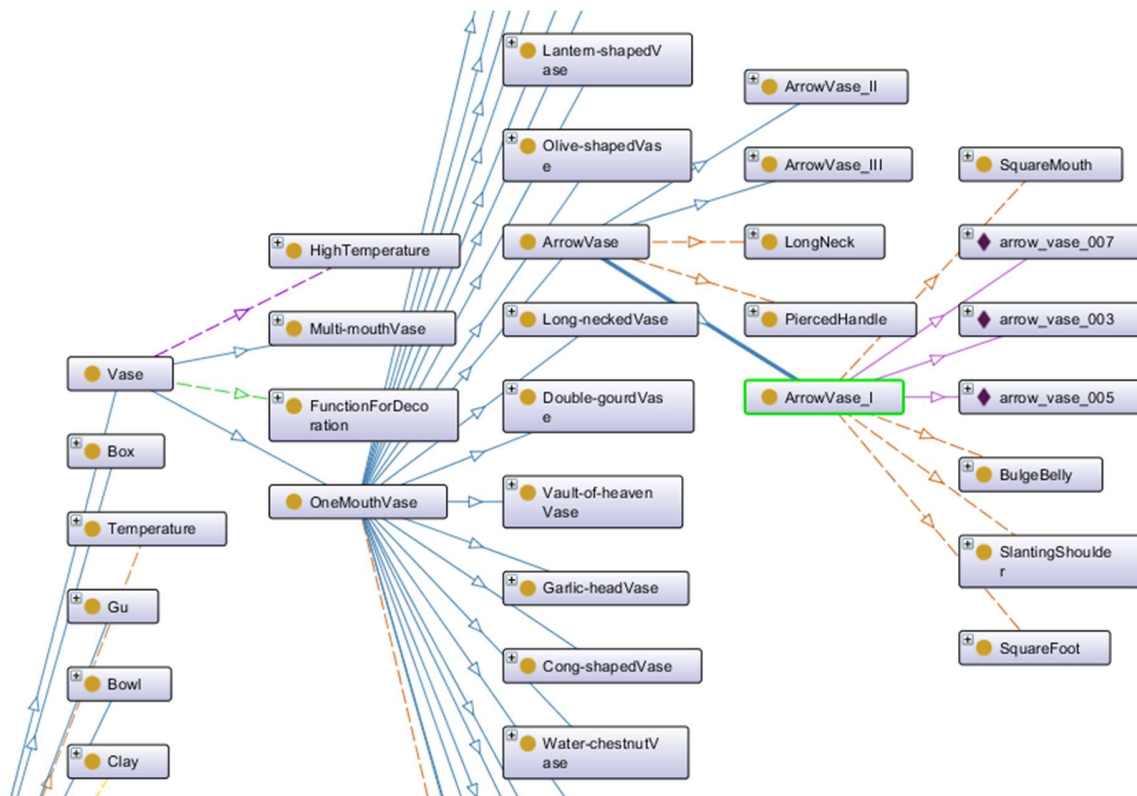 Vase
Box
Temperature
Gu
Bowl
Clay
HighTemperature
Multi-mouthVase
FunctionForDeco
ration
OneMouthVase
Lantern-shapedV
ase
Olive-shapedVas
e
ArrowVase
Long-neckedVase
Double-gourdVas
e
Vault-of-heaven
Vase
Garlic-headVase
Cong-shapedVase
Water-chestnutV
ase
ArrowVase_II
ArrowVase_III
LongNeck
PiercedHandle
ArrowVase_I
SquareMouth
arrow_vase_007
arrow_vase_003
arrow_vase_005
BulgeBelly
SlantingShoulde
r
SquareFoot